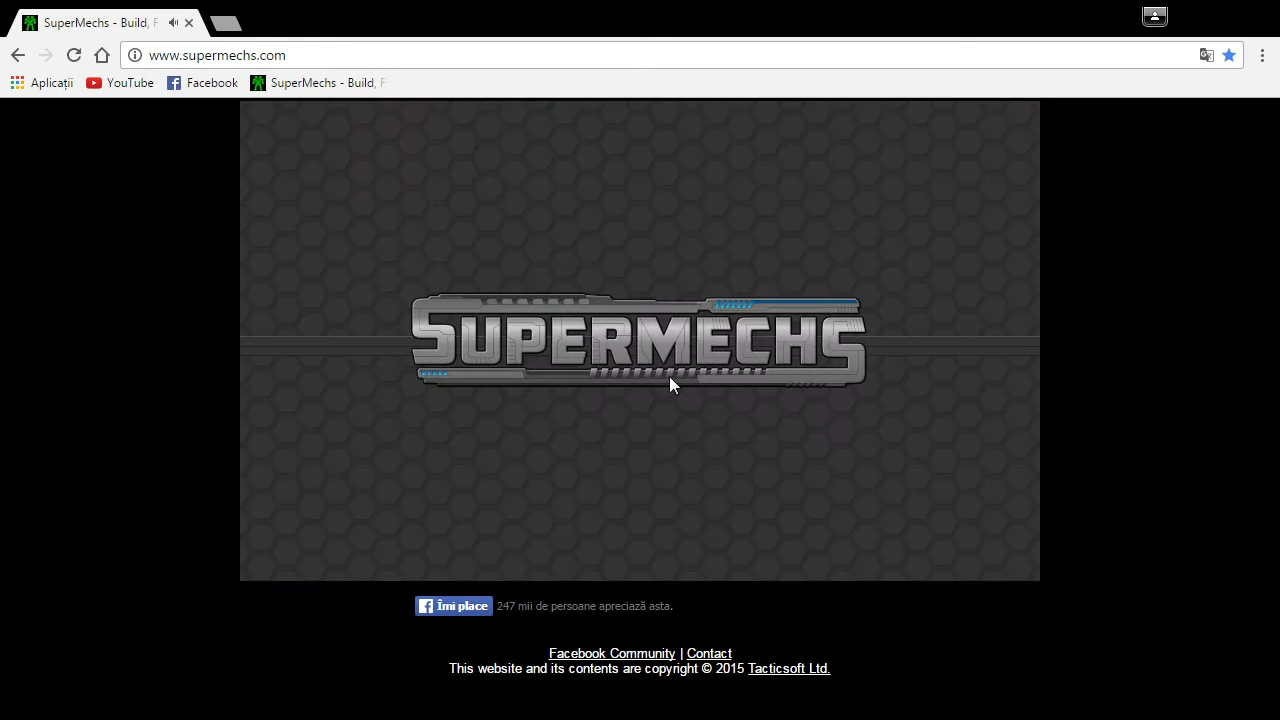 SuperMechs - Build, F
www.supermechs.com
Aplicații YouTube Facebook SuperMechs - Build, F
SUPERMECHS
Îmi place 247 mii de persoane apreciază asta.
Facebook Community | Contact
This website and its contents are copyright © 2015 Tacticsoft Ltd.